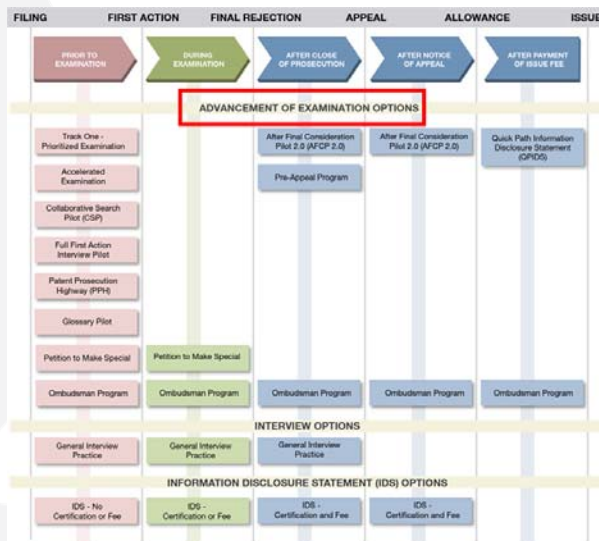 FILING FIRST ACTION FINAL REJECTION APPEAL ALLOWANCE ISSUE
PRIOR TO
EXAMINATION
DURING
EXAMINATION
AFTER CLOSE
OF PROSECUTION
AFTER NOTICE
OF APPEAL
AFTER PAYMENT
OF ISSUE FEE
ADVANCEMENT OF EXAMINATION OPTIONS
Track One -
Prioritized Examination
After Final Consideration
Pilot 2.0 (AFCP 2.0)
After Final Consideration
Pilot 2.0 (AFCP 2.0)
Quick Path Information
Disclosure Statement
(QPIDS)
Accelerated
Examination
Pre-Appeal Program
Collaborative Search
Pilot (CSP)
Full First Action
Interview Pilot
Patent Prosecution
Highway (PPH)
Glossary Pilot
Petition to Make Special
Petition to Make Special
Ombudsman Program
Ombudsman Program
Ombudsman Program
Ombudsman Program
Ombudsman Program
INTERVIEW OPTIONS
General Interview
Practice
General Interview
Practice
General Interview
Practice
INFORMATION DISCLOSURE STATEMENT (IDS) OPTIONS
IDS - No
Certification or Fee
IDS -
Certification or Fee
IDS -
Certification and Fee
IDS -
Certification and Fee